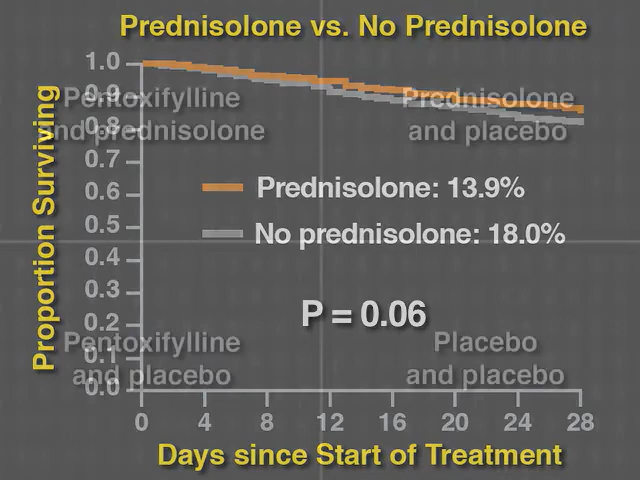 Prednisolone vs. No Prednisolone
Proportion Surviving
1.0
0.9
0.8
0.7
0.6
0.5
0.4
0.3
0.2
0.1
0.0
Pentoxifylline
and prednisolone
Prednisolone
and placebo
Prednisolone: 13.9%
No prednisolone: 18.0%
P = 0.06
Pentoxifylline
and placebo
Placebo
and placebo
0 4 8 12 16 20 24 28
Days since Start of Treatment